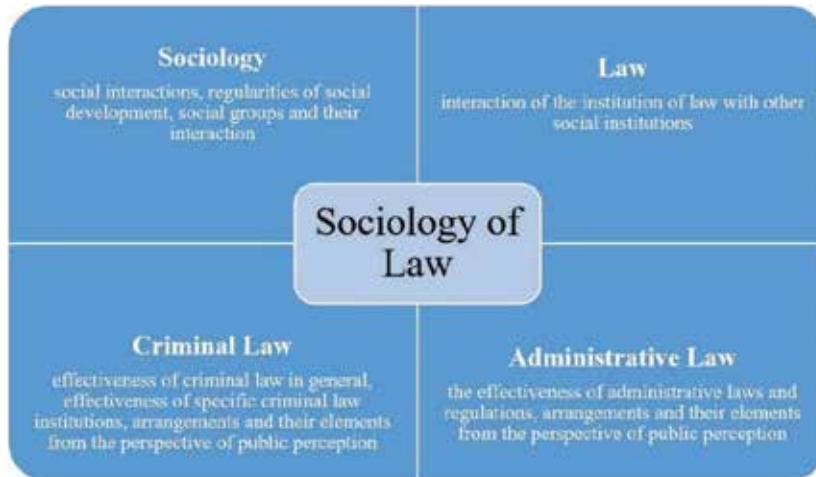 Sociology
social interactions, regularities of social
development, social groups and their
interaction
Law
interaction of the institution of law with other
social institutions
Sociology of
Law
Criminal Law
effectiveness of criminal law in general,
effectiveness of specific criminal law
institutions, arrangements and their elements
from the perspective of public perception
Administrative Law
the effectiveness of administrative laws and
regulations, arrangements and their elements
from the perspective of public perception